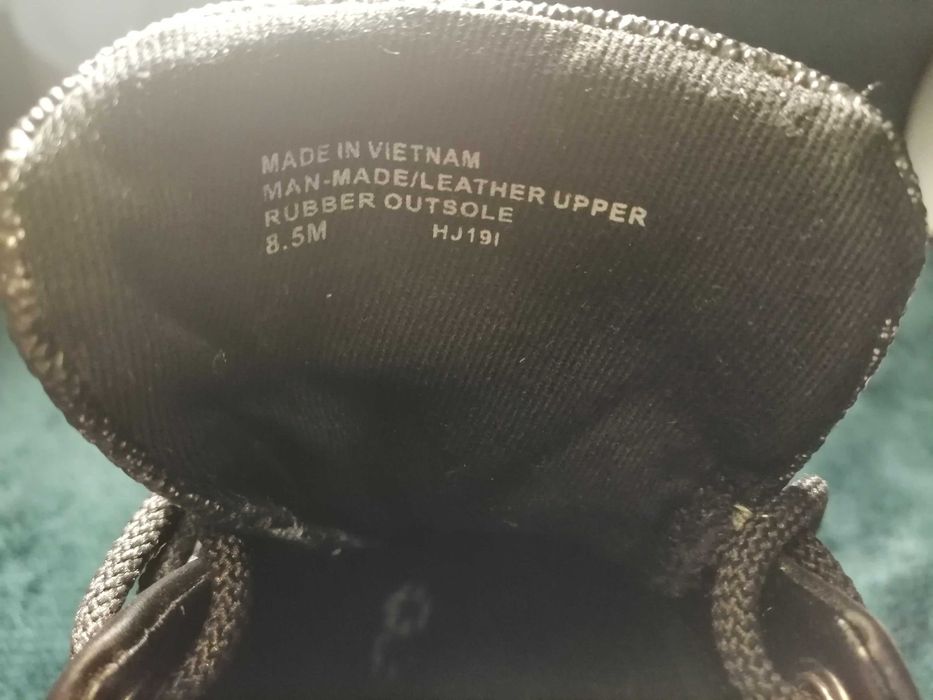 MADE IN VIETNAM
MAN-MADE/LEATHER UPPER
RUBBER OUTSOLE
8.5M HJ19I